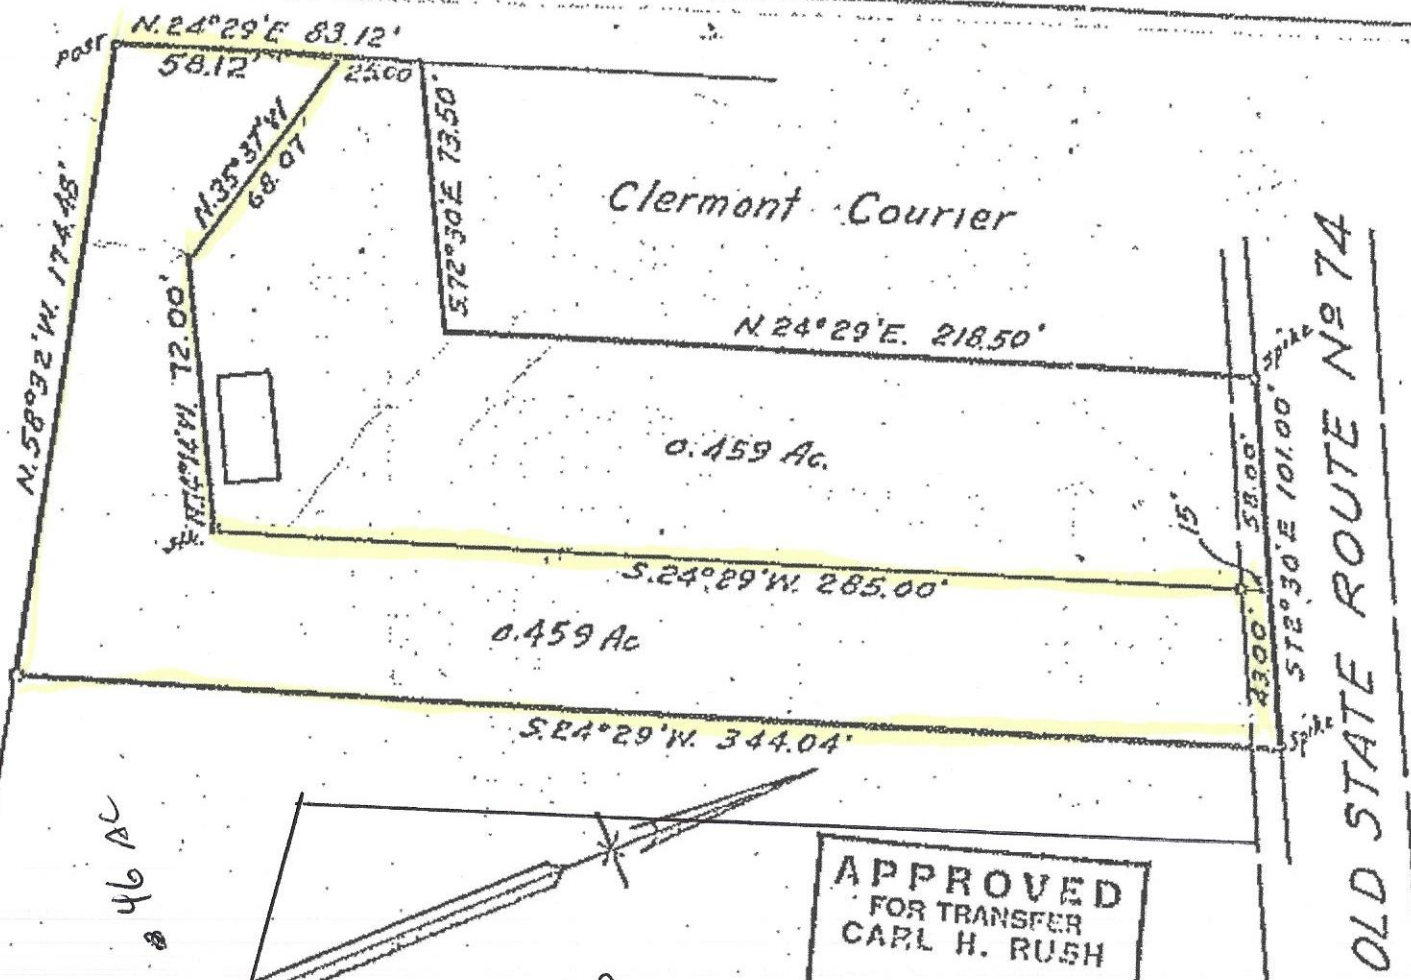 N. 24°29'E 83.12'
post
58.12'
25.00
N.35°37'W
68.07'
S.72°30'E 73.50'
N.58°32'W. 174.48'
Clermont Courier
N. 24°29'E. 218.50'
Spike
72.00'
0.459 Ac.
58.00'
S72°30'E 101.00'
15'
stk.
S.24°29'W. 285.00'
0.459 Ac
43.00'
S.24°29'W. 344.04'
Spike
OLD STATE ROUTE Nº 74
46 AC
APPROVED
FOR TRANSFER
CARL H. RUSH